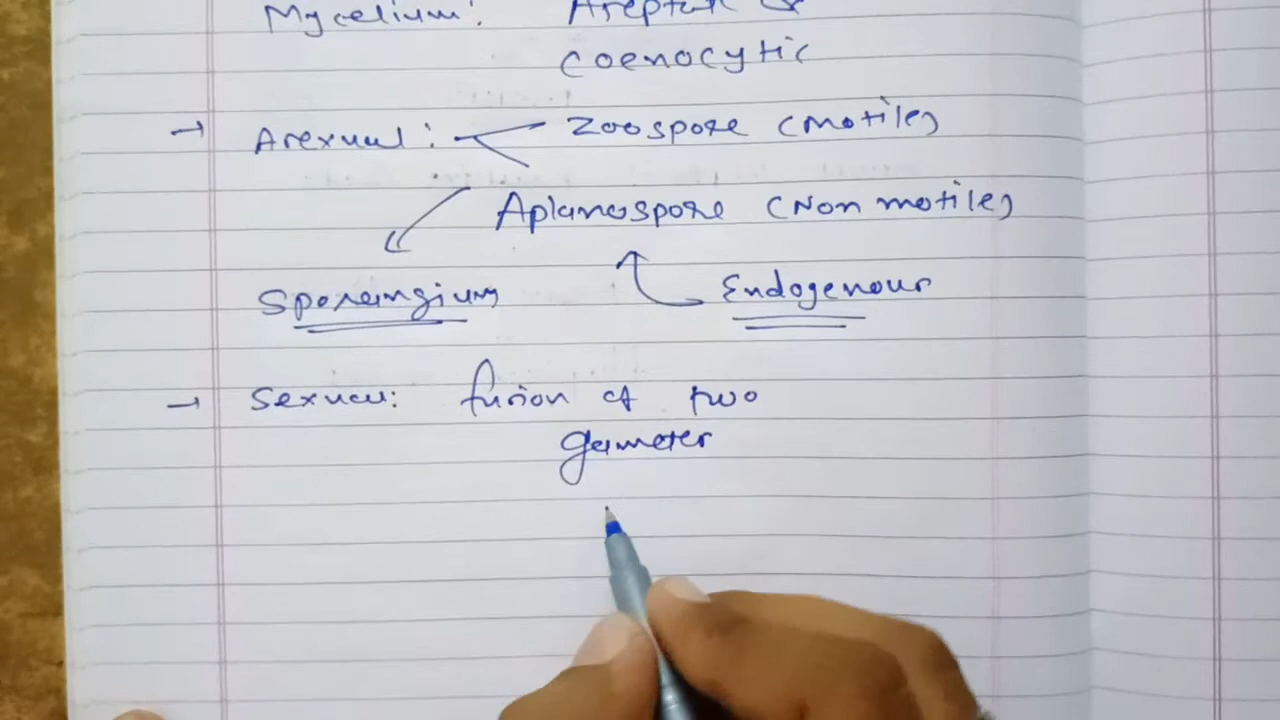 Mycelium: Aseptate &
coenocytic
→ Asexual: Zoospore (Motile)
Aplanospore (Non motile)
Sporangium Endogenous
→ Sexual: fusion of two
gametes